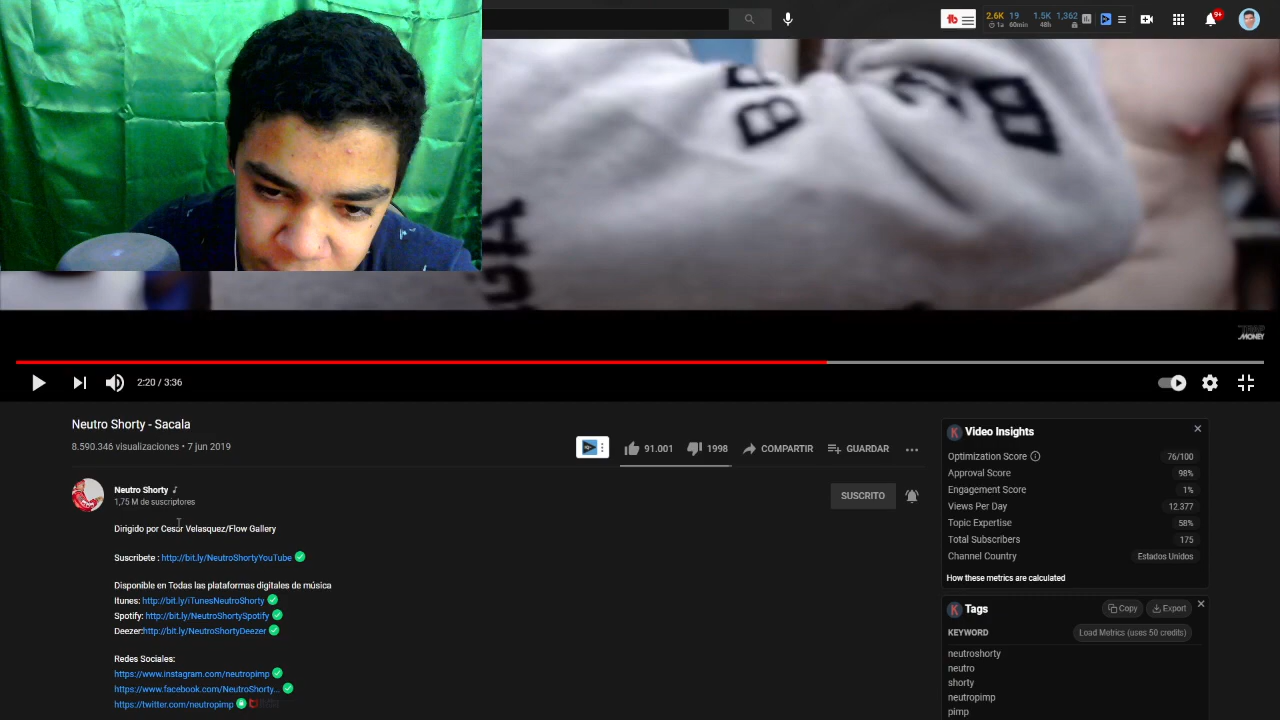 2.6K 19 1.5K 1,362
1a 60min 48h
9+
BP
TRAP
MONEY
2:20 / 3:36
Neutro Shorty - Sacala
8.590.346 visualizaciones • 7 jun 2019
91.001 1998 COMPARTIR GUARDAR
Neutro Shorty
1,75 M de suscriptores
SUSCRITO
Dirigido por Cesar Velasquez/Flow Gallery
Suscribete : http://bit.ly/NeutroShortyYouTube
Disponible en Todas las plataformas digitales de música
Itunes: http://bit.ly/iTunesNeutroShorty
Spotify: http://bit.ly/NeutroShortySpotify
Deezer:http://bit.ly/NeutroShortyDeezer
Redes Sociales:
https://www.instagram.com/neutropimp
https://www.facebook.com/NeutroShorty...
https://twitter.com/neutropimp
Video Insights
Optimization Score 76/100
Approval Score 98%
Engagement Score 1%
Views Per Day 12.377
Topic Expertise 58%
Total Subscribers 175
Channel Country Estados Unidos
How these metrics are calculated
Tags Copy Export
KEYWORD Load Metrics (uses 50 credits)
neutroshorty
neutro
shorty
neutropimp
pimp